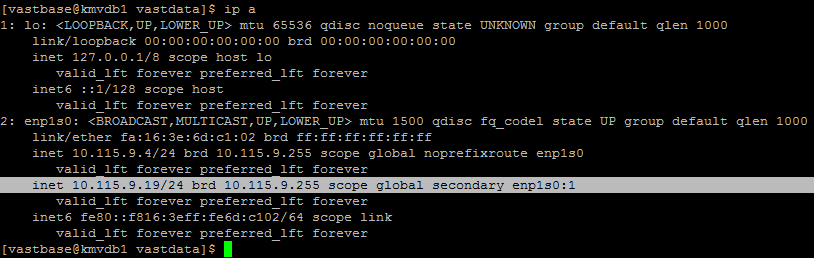 [vastbase@kmvdb1 vastdata]$ ip a
1: lo: <LOOPBACK,UP,LOWER_UP> mtu 65536 qdisc noqueue state UNKNOWN group default qlen 1000
    link/loopback 00:00:00:00:00:00 brd 00:00:00:00:00:00
    inet 127.0.0.1/8 scope host lo
       valid_lft forever preferred_lft forever
    inet6 ::1/128 scope host
       valid_lft forever preferred_lft forever
2: enp1s0: <BROADCAST,MULTICAST,UP,LOWER_UP> mtu 1500 qdisc fq_codel state UP group default qlen 1000
    link/ether fa:16:3e:6d:c1:02 brd ff:ff:ff:ff:ff:ff
    inet 10.115.9.4/24 brd 10.115.9.255 scope global noprefixroute enp1s0
       valid_lft forever preferred_lft forever
    inet 10.115.9.19/24 brd 10.115.9.255 scope global secondary enp1s0:1
       valid_lft forever preferred_lft forever
    inet6 fe80::f816:3eff:fe6d:c102/64 scope link
       valid_lft forever preferred_lft forever
[vastbase@kmvdb1 vastdata]$